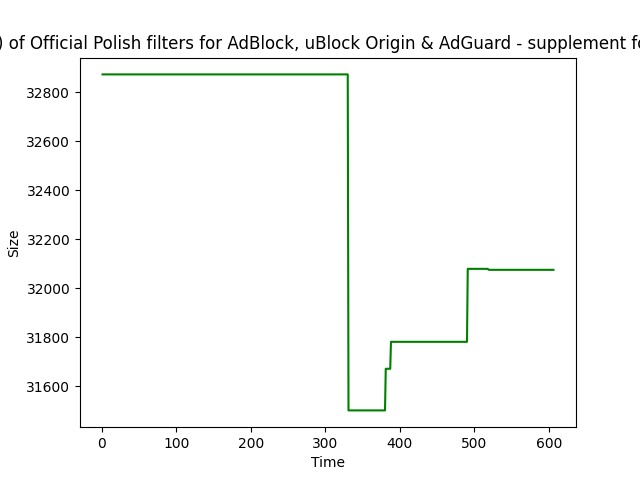 ) of Official Polish filters for AdBlock, uBlock Origin & AdGuard - supplement fo
32800
32600
32400
32200
32000
31800
31600
Size
0 100 200 300 400 500 600
Time